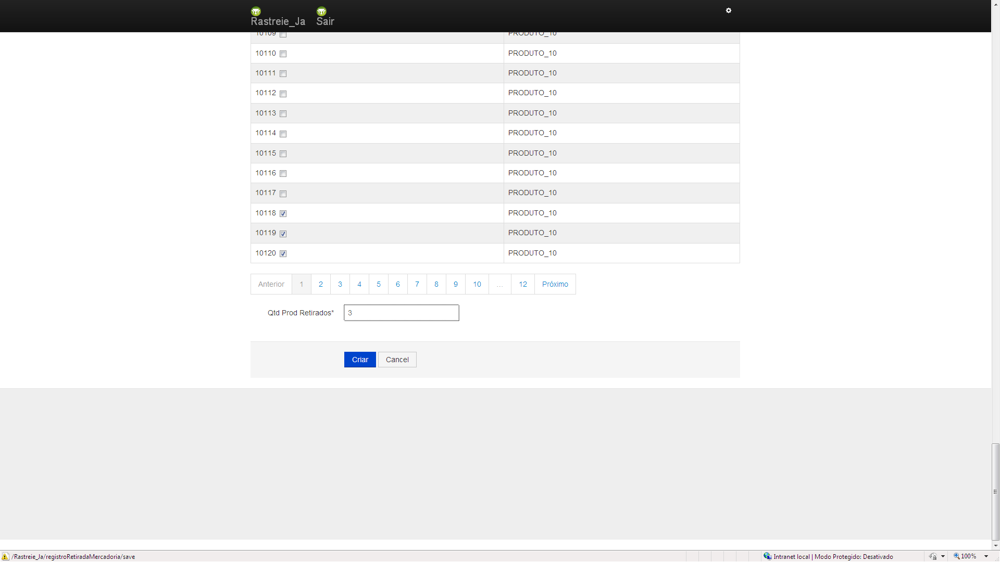 Rastreie_Ja Sair
10109 PRODUTO_10
10110 PRODUTO_10
10111 PRODUTO_10
10112 PRODUTO_10
10113 PRODUTO_10
10114 PRODUTO_10
10115 PRODUTO_10
10116 PRODUTO_10
10117 PRODUTO_10
10118 PRODUTO_10
10119 PRODUTO_10
10120 PRODUTO_10
Anterior 1 2 3 4 5 6 7 8 9 10 ... 12 Próximo
Qtd Prod Retirados* 3
Criar Cancel
/Rastreie_Ja/registroRetiradaMercadoria/save Intranet local | Modo Protegido: Desativado 100%